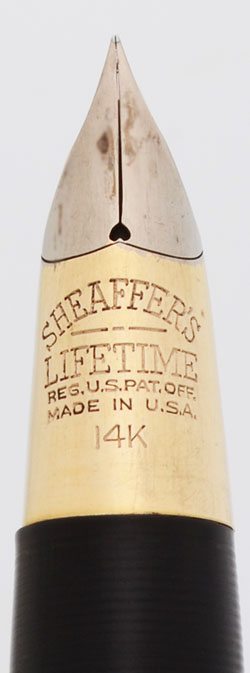 SHEAFFER'S
LIFETIME
REG. U.S. PAT. OFF.
MADE IN U.S.A.
14K